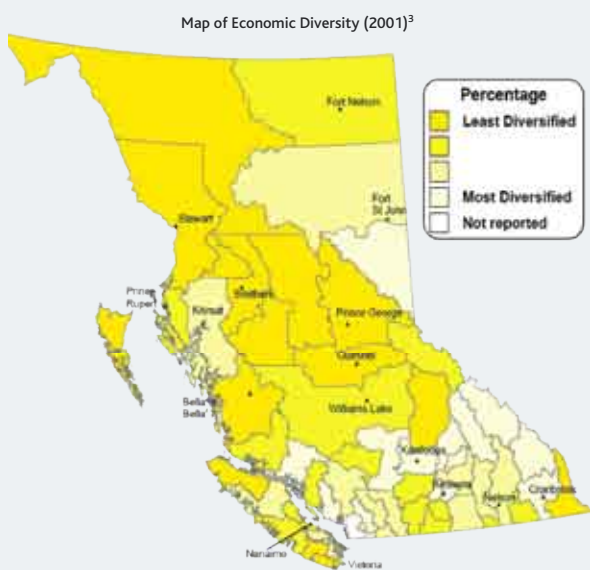 Map of Economic Diversity (2001)³
Percentage
Least Diversified
Most Diversified
Not reported
Fort Nelson
Fort
St John
Stewart
Prince
Rupert
Kitimat
Smithers
Prince George
Quesnel
Bella
Bella
Williams Lake
Kamloops
Kelowna
Nelson
Cranbrook
Nanaimo
Victoria